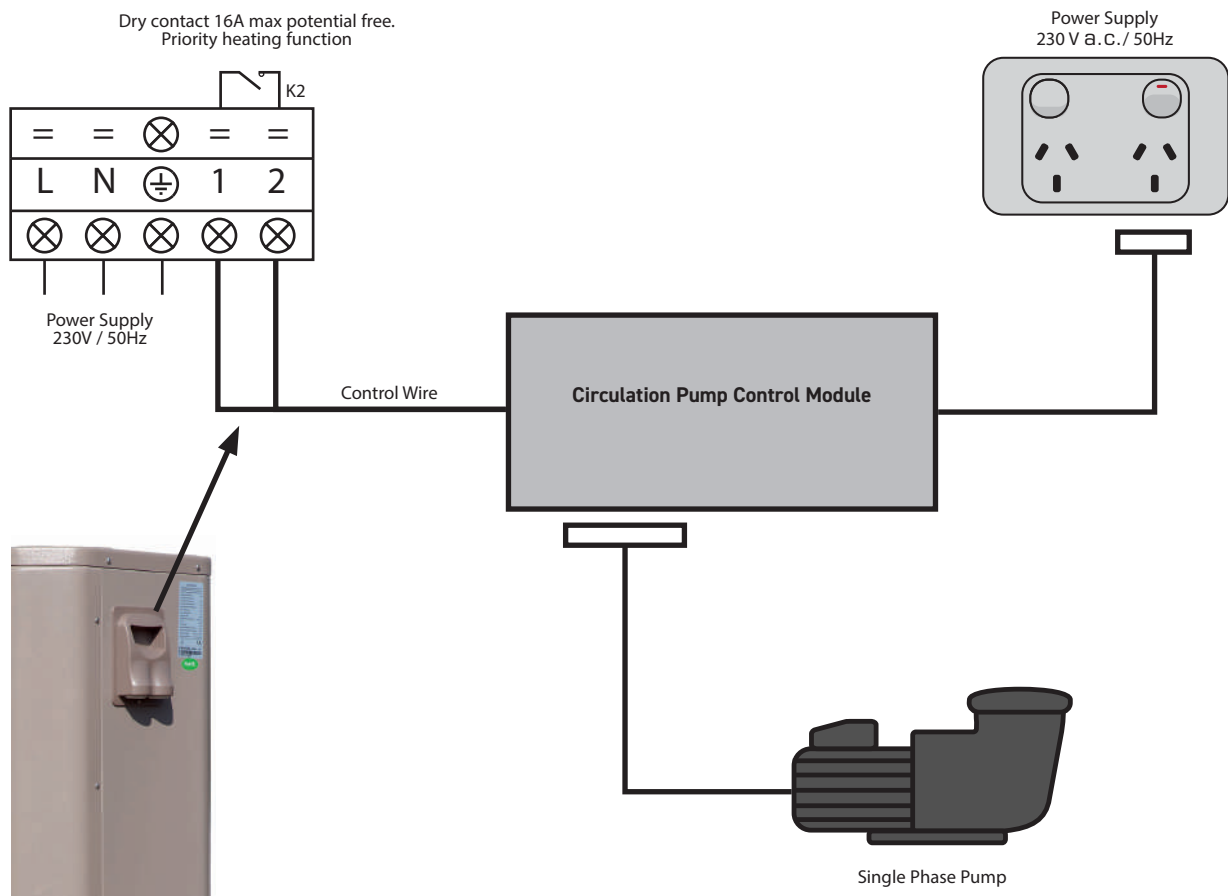 Dry contact 16A max potential free.
Priority heating function
K2
= = = =
L N 1 2
Power Supply
230V / 50Hz
Power Supply
230 V a.c./ 50Hz
Control Wire
Circulation Pump Control Module
Single Phase Pump